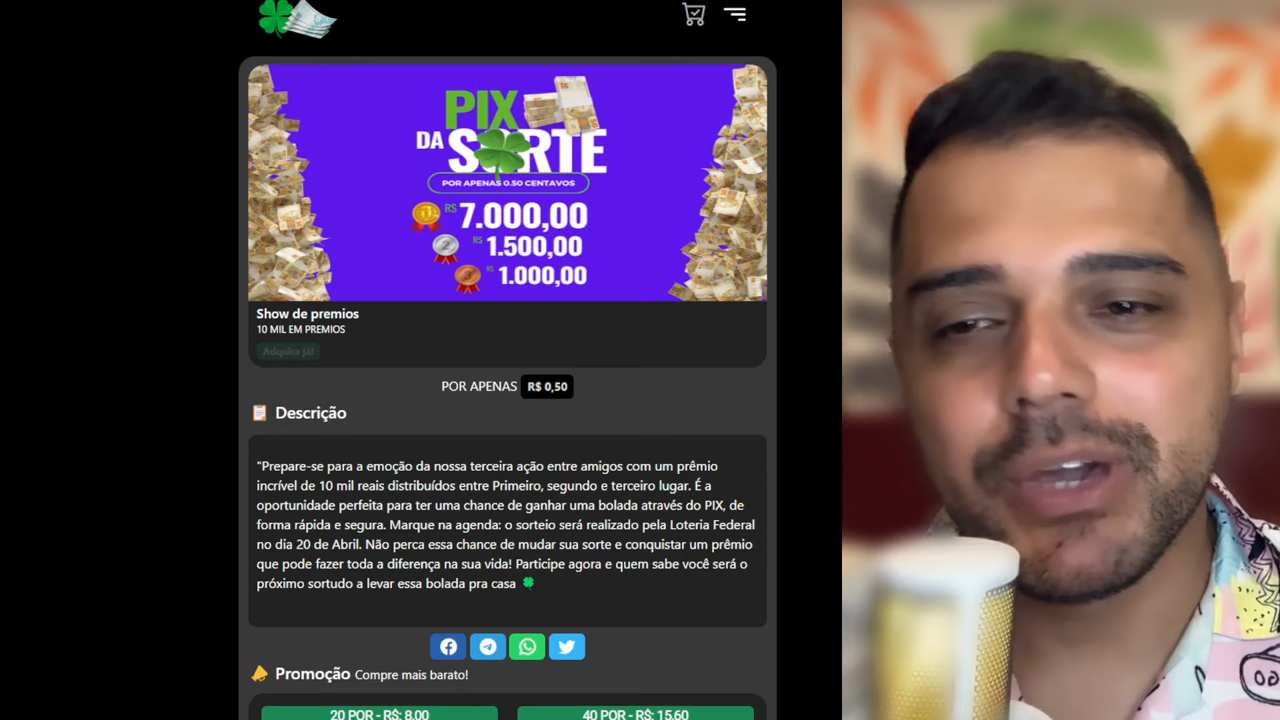 PIX
DA SORTE
POR APENAS 0.50 CENTAVOS
1 R$ 7.000,00
2 R$ 1.500,00
R$ 1.000,00
Show de premios
10 MIL EM PREMIOS
Adquira já!
POR APENAS R$ 0,50
Descrição
"Prepare-se para a emoção da nossa terceira ação entre amigos com um prêmio
incrível de 10 mil reais distribuídos entre Primeiro, segundo e terceiro lugar. É a
oportunidade perfeita para ter uma chance de ganhar uma bolada através do PIX, de
forma rápida e segura. Marque na agenda: o sorteio será realizado pela Loteria Federal
no dia 20 de Abril. Não perca essa chance de mudar sua sorte e conquistar um prêmio
que pode fazer toda a diferença na sua vida! Participe agora e quem sabe você será o
próximo sortudo a levar essa bolada pra casa
Promoção Compre mais barato!
20 POR - R$: 8,00
40 POR - R$: 15,60